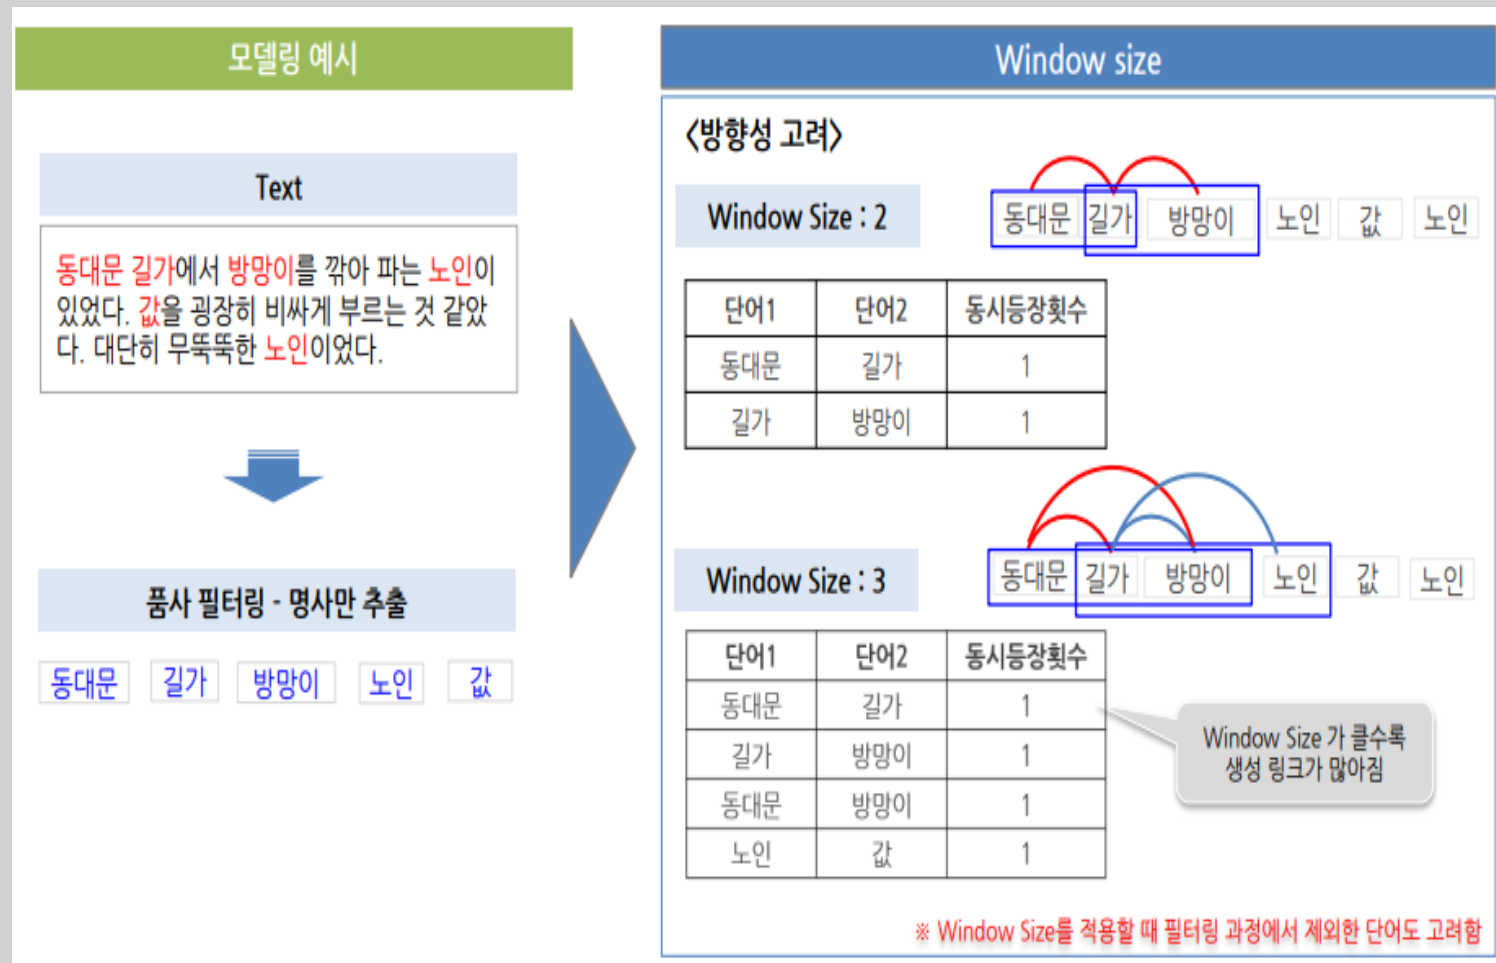 모델링 예시
Text
동대문 길가에서 방망이를 깎아 파는 노인이
있었다. 값을 굉장히 비싸게 부르는 것 같았
다. 대단히 무뚝뚝한 노인이었다.
품사 필터링 - 명사만 추출
동대문 길가 방망이 노인 값
Window size
<방향성 고려>
Window Size : 2
동대문 길가 방망이 노인 값 노인
단어1 단어2 동시등장횟수
동대문 길가 1
길가 방망이 1
Window Size : 3
동대문 길가 방망이 노인 값 노인
단어1 단어2 동시등장횟수
동대문 길가 1
길가 방망이 1
동대문 방망이 1
노인 값 1
Window Size 가 클수록
생성 링크가 많아짐
※ Window Size를 적용할 때 필터링 과정에서 제외한 단어도 고려함